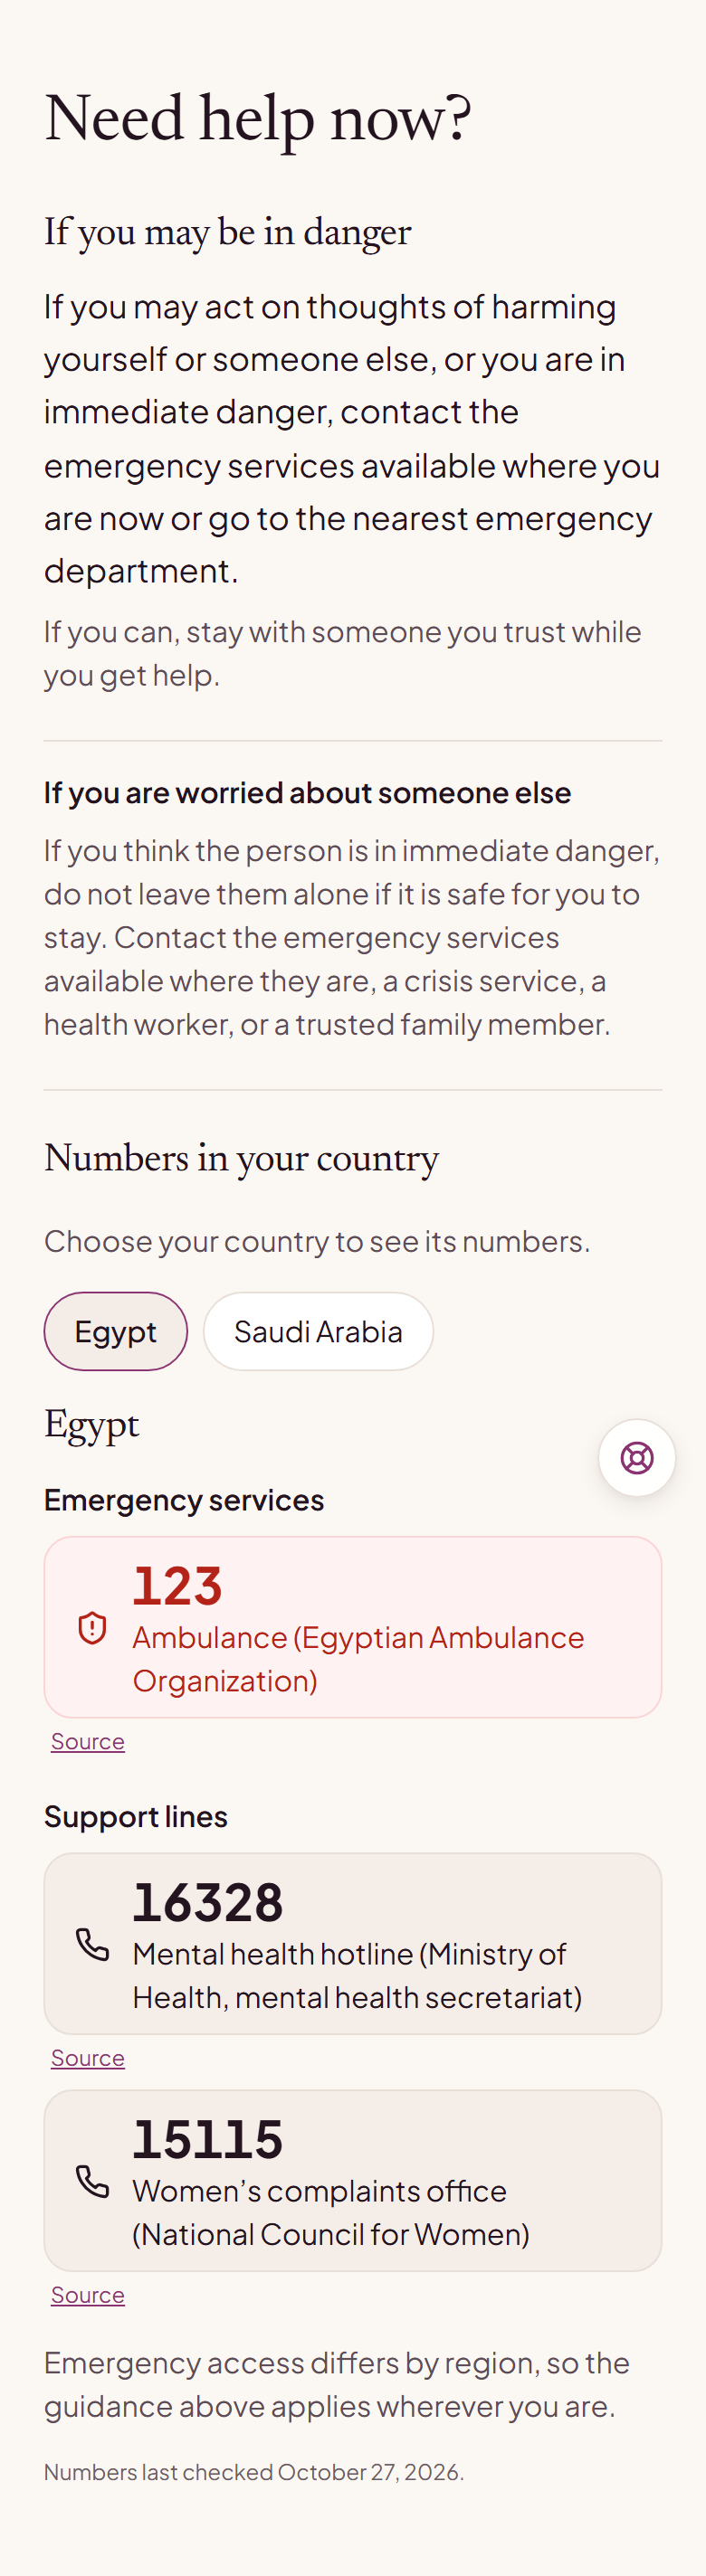 Need help now?
If you may be in danger
If you may act on thoughts of harming
yourself or someone else, or you are in
immediate danger, contact the
emergency services available where you
are now or go to the nearest emergency
department.
If you can, stay with someone you trust while
you get help.
If you are worried about someone else
If you think the person is in immediate danger,
do not leave them alone if it is safe for you to
stay. Contact the emergency services
available where they are, a crisis service, a
health worker, or a trusted family member.
Numbers in your country
Choose your country to see its numbers.
Egypt
Saudi Arabia
Egypt
Emergency services
123
Ambulance (Egyptian Ambulance
Organization)
Source
Support lines
16328
Mental health hotline (Ministry of
Health, mental health secretariat)
Source
15115
Women’s complaints office
(National Council for Women)
Source
Emergency access differs by region, so the
guidance above applies wherever you are.
Numbers last checked October 27, 2026.